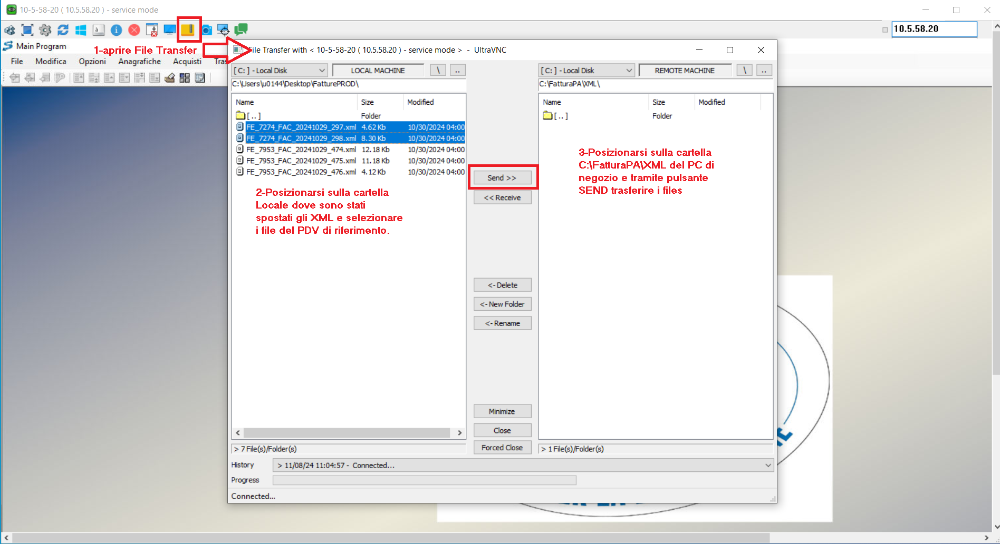 10-5-58-20 ( 10.5.58.20 ) - service mode
10.5.58.20
Main Program
1-aprire File Transfer
File Modifica Opzioni Anagrafiche Acquisti Tras
File Transfer with < 10-5-58-20 ( 10.5.58.20 ) - service mode > - UltraVNC
[ C: ] - Local Disk LOCAL MACHINE \ ..
C:\Users\u0144\Desktop\FatturePROD\
Name Size Modified
[ . . ] Folder
FE_7274_FAC_20241029_297.xml 4.62 Kb 10/30/2024 04:00
FE_7274_FAC_20241029_298.xml 8.30 Kb 10/30/2024 04:00
FE_7953_FAC_20241029_474.xml 12.18 Kb 10/30/2024 04:00
FE_7953_FAC_20241029_475.xml 11.18 Kb 10/30/2024 04:00
FE_7953_FAC_20241029_476.xml 4.12 Kb 10/30/2024 04:00
2-Posizionarsi sulla cartella
Locale dove sono stati
spostati gli XML e selezionare
i file del PDV di riferimento.
> 7 File(s)/Folder(s)
Send >>
<< Receive
<- Delete
<- New Folder
<- Rename
Minimize
Close
Forced Close
[ C: ] - Local Disk REMOTE MACHINE \ ..
C:\FatturaPA\XML\
Name Size Modified
[ . . ] Folder
3-Posizionarsi sulla cartella
C:\FatturaPA\XML del PC di
negozio e tramite pulsante
SEND trasferire i files
> 1 File(s)/Folder(s)
History > 11/08/24 11:04:57 - Connected...
Progress
Connected...